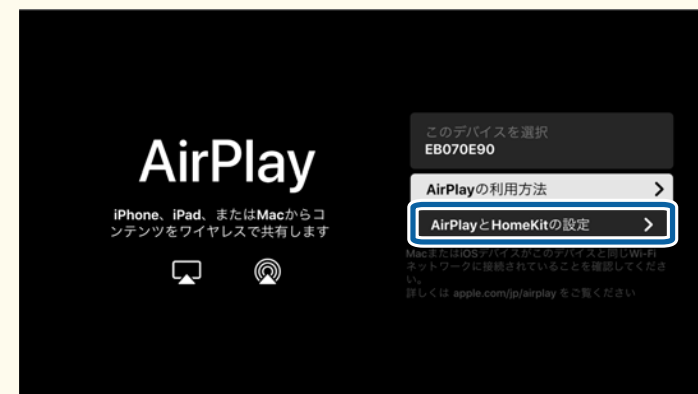 AirPlay
iPhone、iPad、またはMacからコ
ンテンツをワイヤレスで共有します
このデバイスを選択
EB070E90
AirPlayの利用方法
AirPlayとHomeKitの設定
MacまたはiOSデバイスがこのデバイスと同じWi-Fi
ネットワークに接続されていることを確認してくださ
い。
詳しくは apple.com/jp/airplay をご覧ください